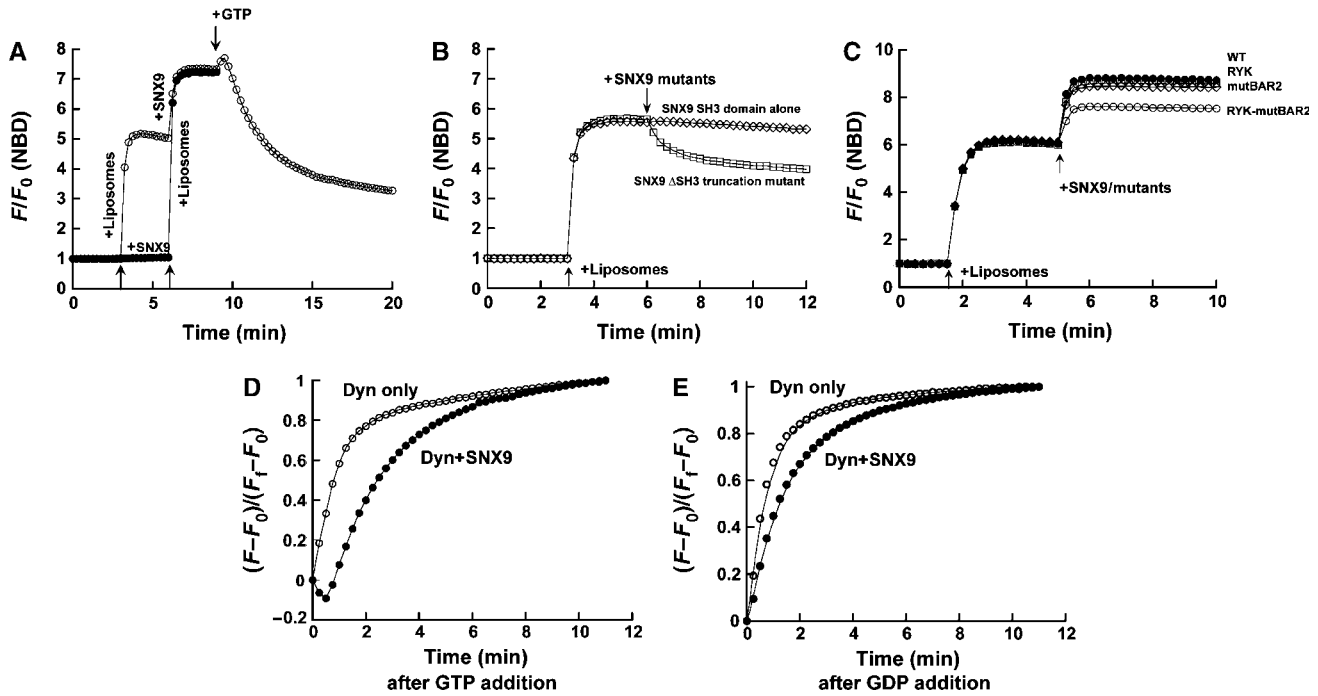 A
+GTP
F/F0 (NBD)
8
7
6
5
4
3
2
1
0
+Liposomes
+SNX9
+SNX9
+Liposomes
0 5 10 15 20
Time (min)
B
F/F0 (NBD)
8
7
6
5
4
3
2
1
0
+SNX9 mutants
SNX9 SH3 domain alone
SNX9 ΔSH3 truncation mutant
+Liposomes
0 2 4 6 8 10 12
Time (min)
C
F/F0 (NBD)
10
8
6
4
2
0
WT
RYK
mutBAR2
RYK-mutBAR2
+SNX9/mutants
+Liposomes
0 2 4 6 8 10
Time (min)
D
(F–F0)/(Ff–F0)
1
0.8
0.6
0.4
0.2
0
–0.2
Dyn only
Dyn+SNX9
0 2 4 6 8 10 12
Time (min)
after GTP addition
E
(F–F0)/(Ff–F0)
1
0.8
0.6
0.4
0.2
0
Dyn only
Dyn+SNX9
0 2 4 6 8 10 12
Time (min)
after GDP addition